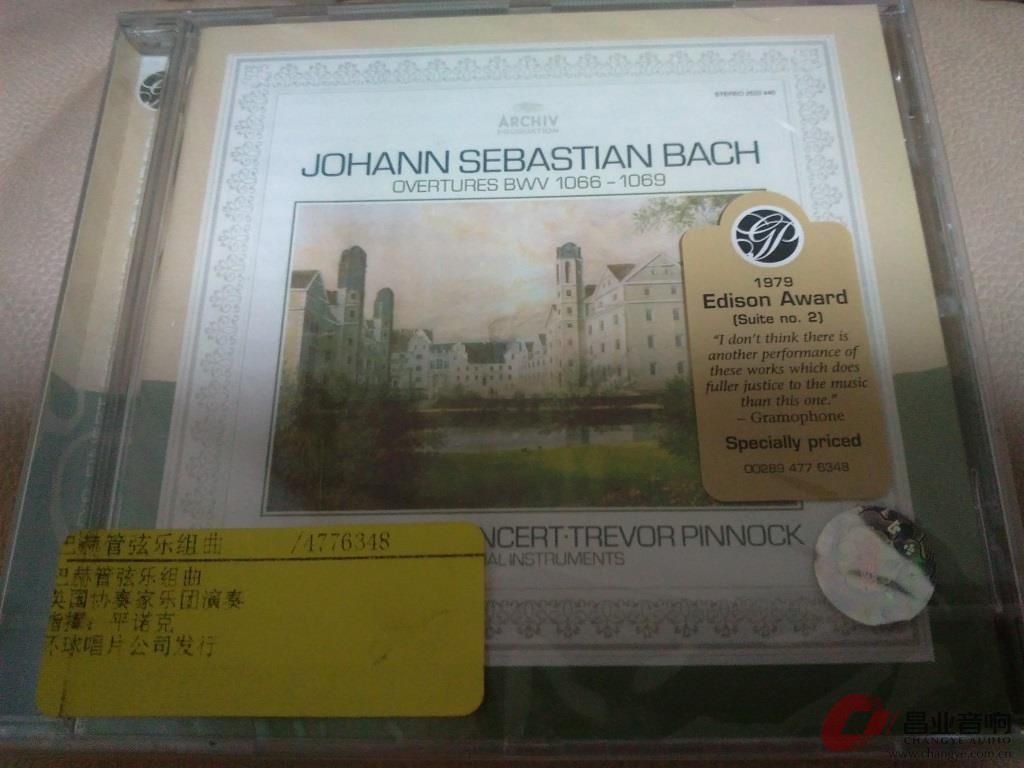 STEREO 2533 440
ARCHIV
PRODUKTION
JOHANN SEBASTIAN BACH
OVERTURES BWV 1066-1069
GP
1979
Edison Award
(Suite no. 2)
"I don't think there is
another performance of
these works which does
fuller justice to the music
than this one."
– Gramophone
Specially priced
00289 477 6348
NCERT·TREVOR PINNOCK
AL INSTRUMENTS
巴赫管弦乐组曲 /4776348
巴赫管弦乐组曲
英国协奏家乐团演奏
指挥：平诺克
环球唱片公司发行
昌业音响
CHANGYE AUDIO
www.changye.com.cn